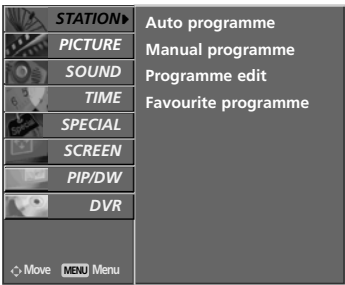 STATION
PICTURE
SOUND
TIME
SPECIAL
SCREEN
PIP/DW
DVR
Move MENU Menu
Auto programme
Manual programme
Programme edit
Favourite programme